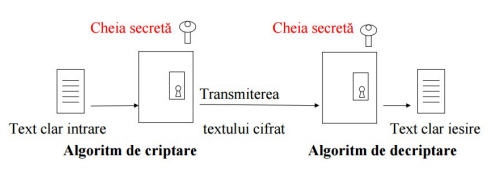 Cheia secretă
Cheia secretă
Transmiterea
Text clar intrare
textului cifrat
Text clar iesire
Algoritm de criptare
Algoritm de decriptare